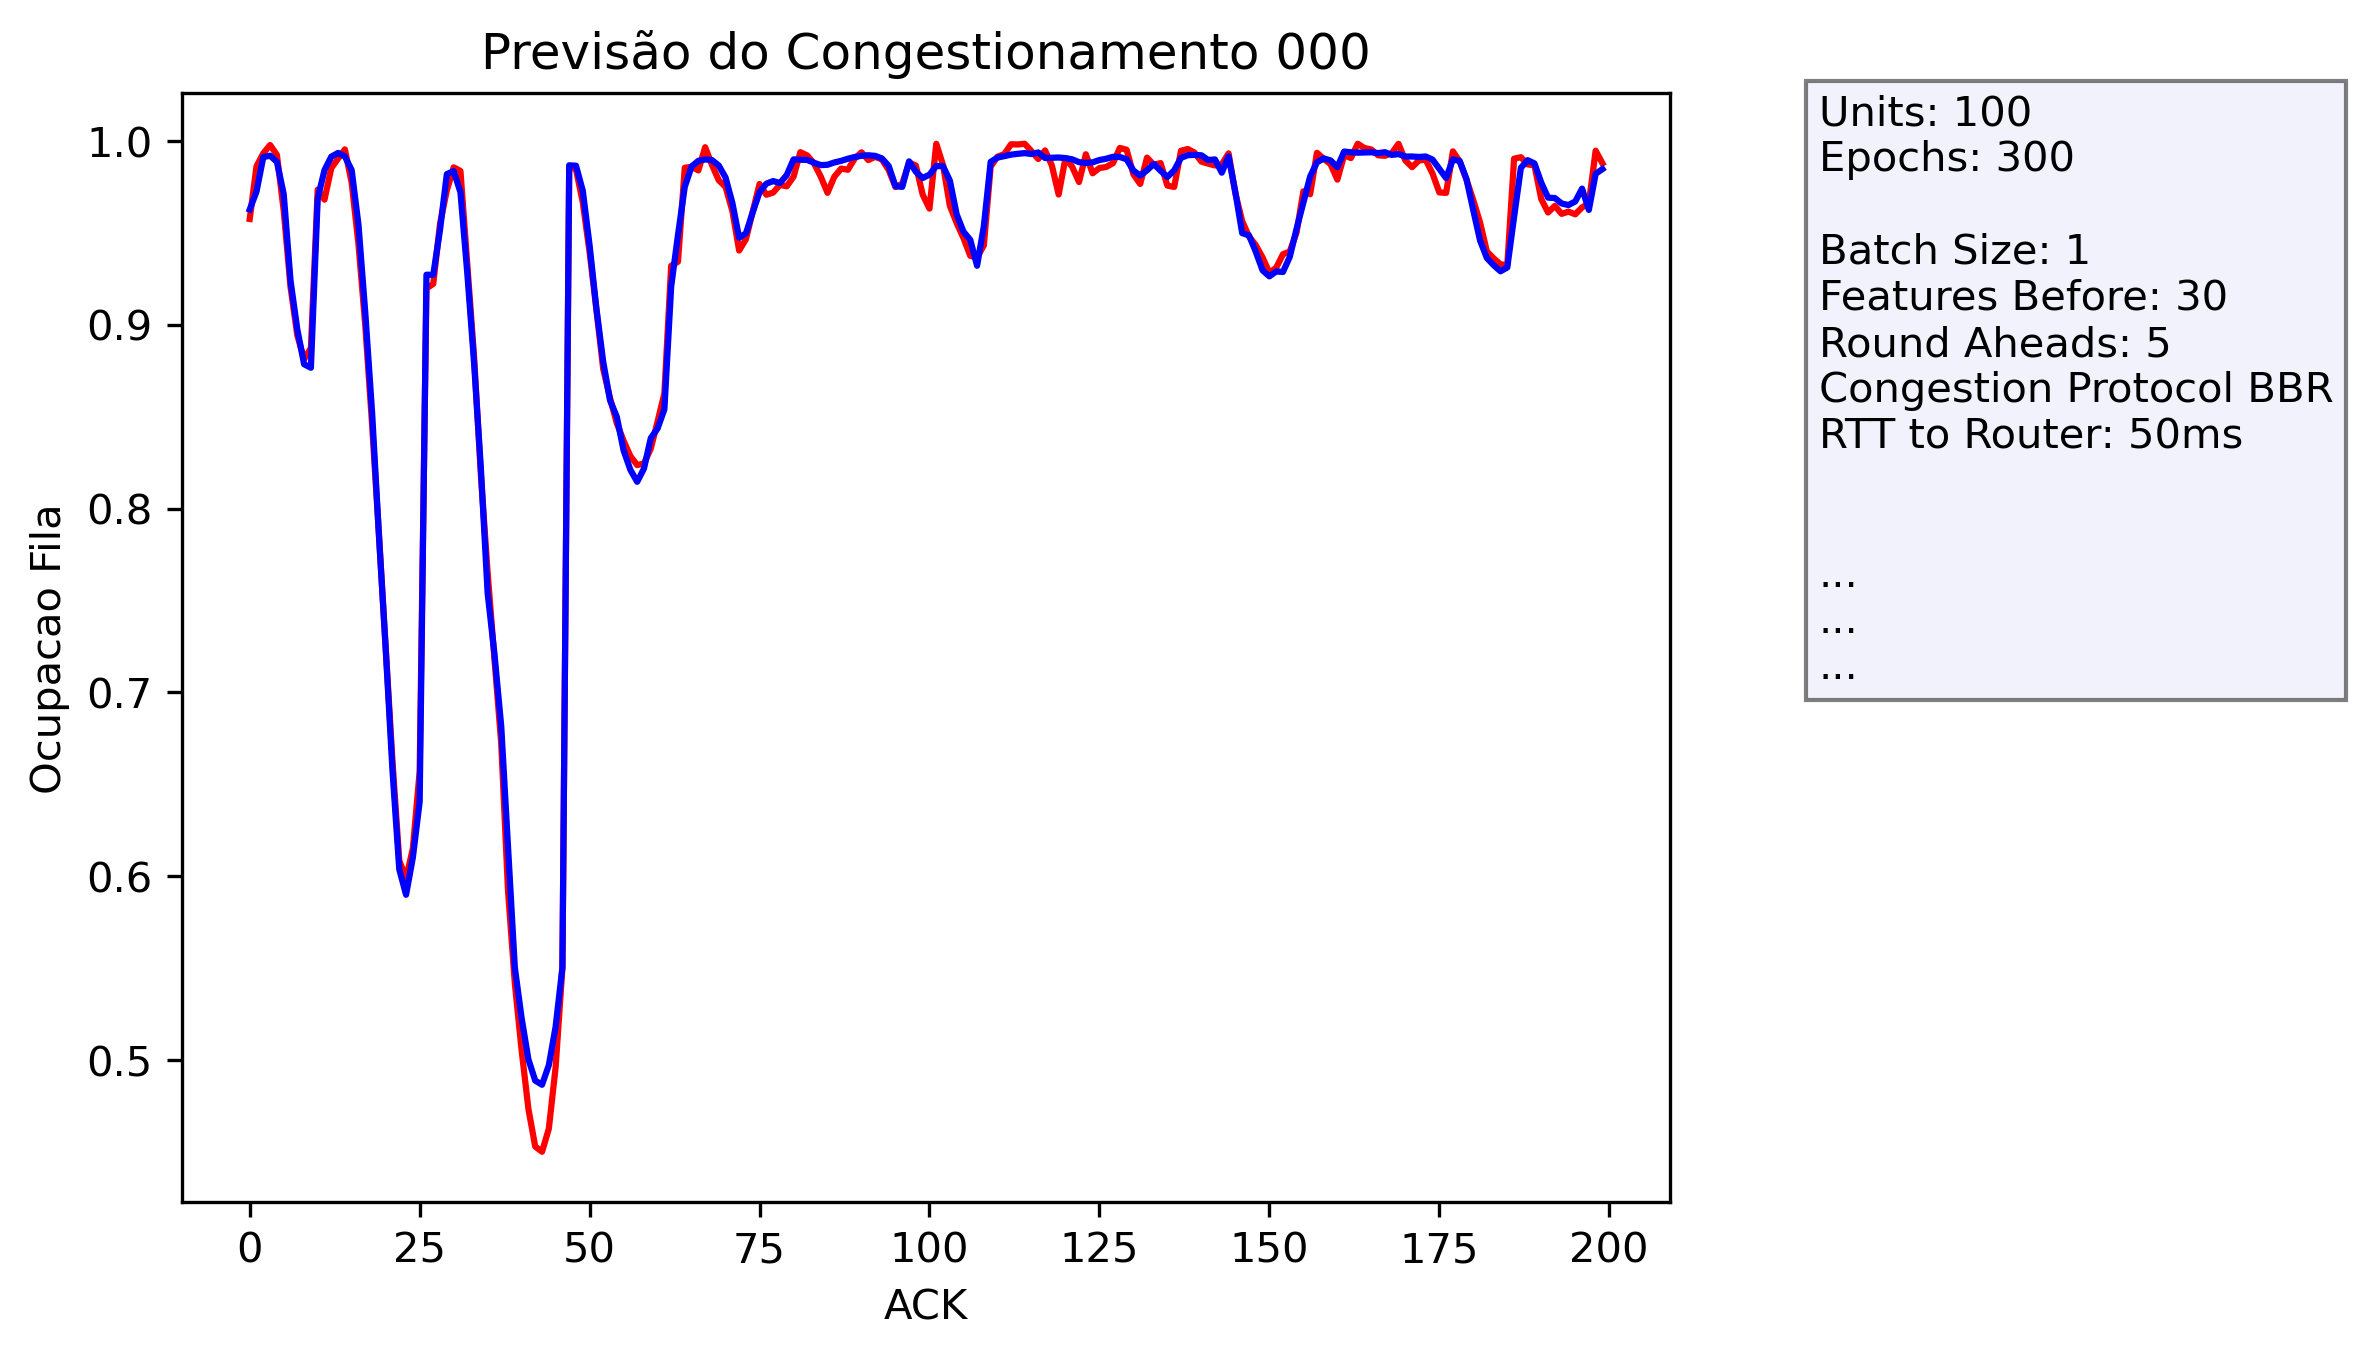 Previsão do Congestionamento 000
Ocupacao Fila
1.0
0.9
0.8
0.7
0.6
0.5
0 25 50 75 100 125 150 175 200
ACK
Units: 100
Epochs: 300
Batch Size: 1
Features Before: 30
Round Aheads: 5
Congestion Protocol BBR
RTT to Router: 50ms
...
...
...